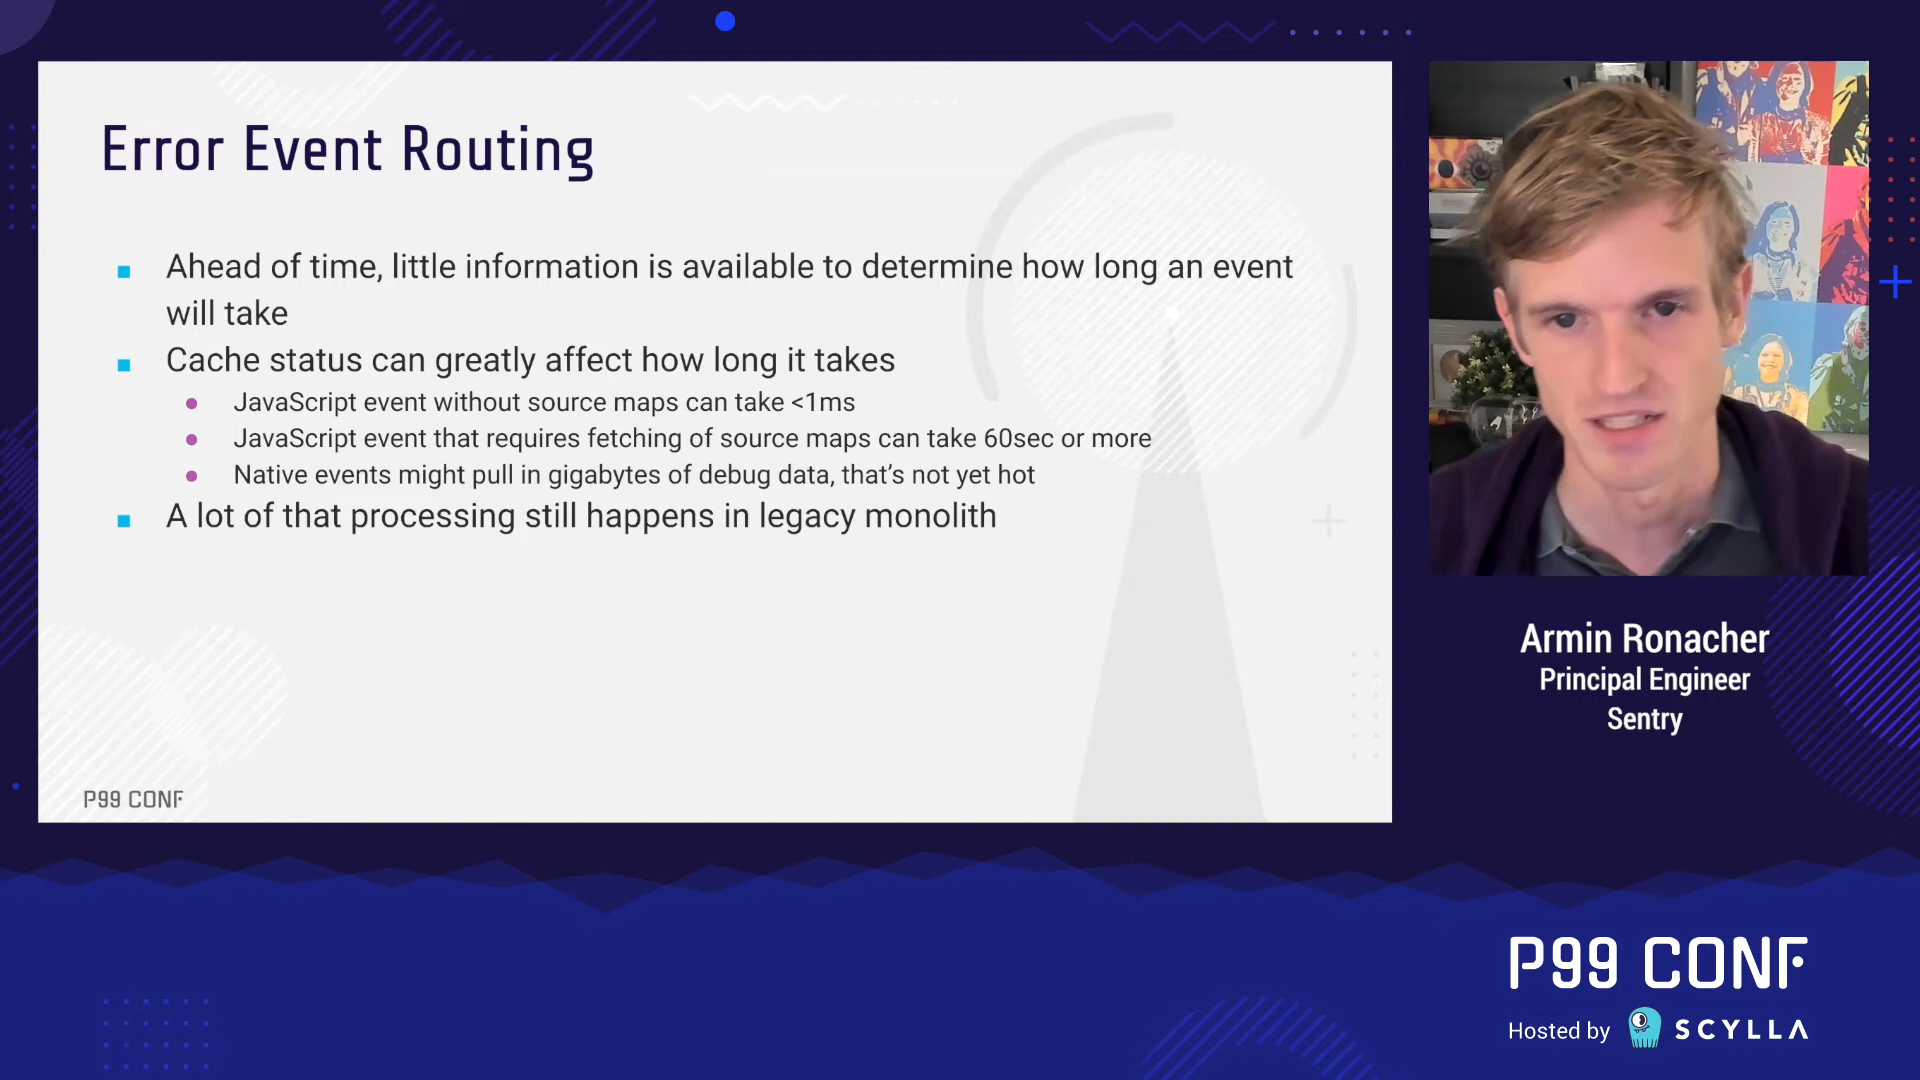 Error Event Routing
Ahead of time, little information is available to determine how long an event
will take
Cache status can greatly affect how long it takes
JavaScript event without source maps can take <1ms
JavaScript event that requires fetching of source maps can take 60sec or more
Native events might pull in gigabytes of debug data, that's not yet hot
A lot of that processing still happens in legacy monolith
P99 CONF
Armin Ronacher
Principal Engineer
Sentry
P99 CONF
Hosted by SCYLLA